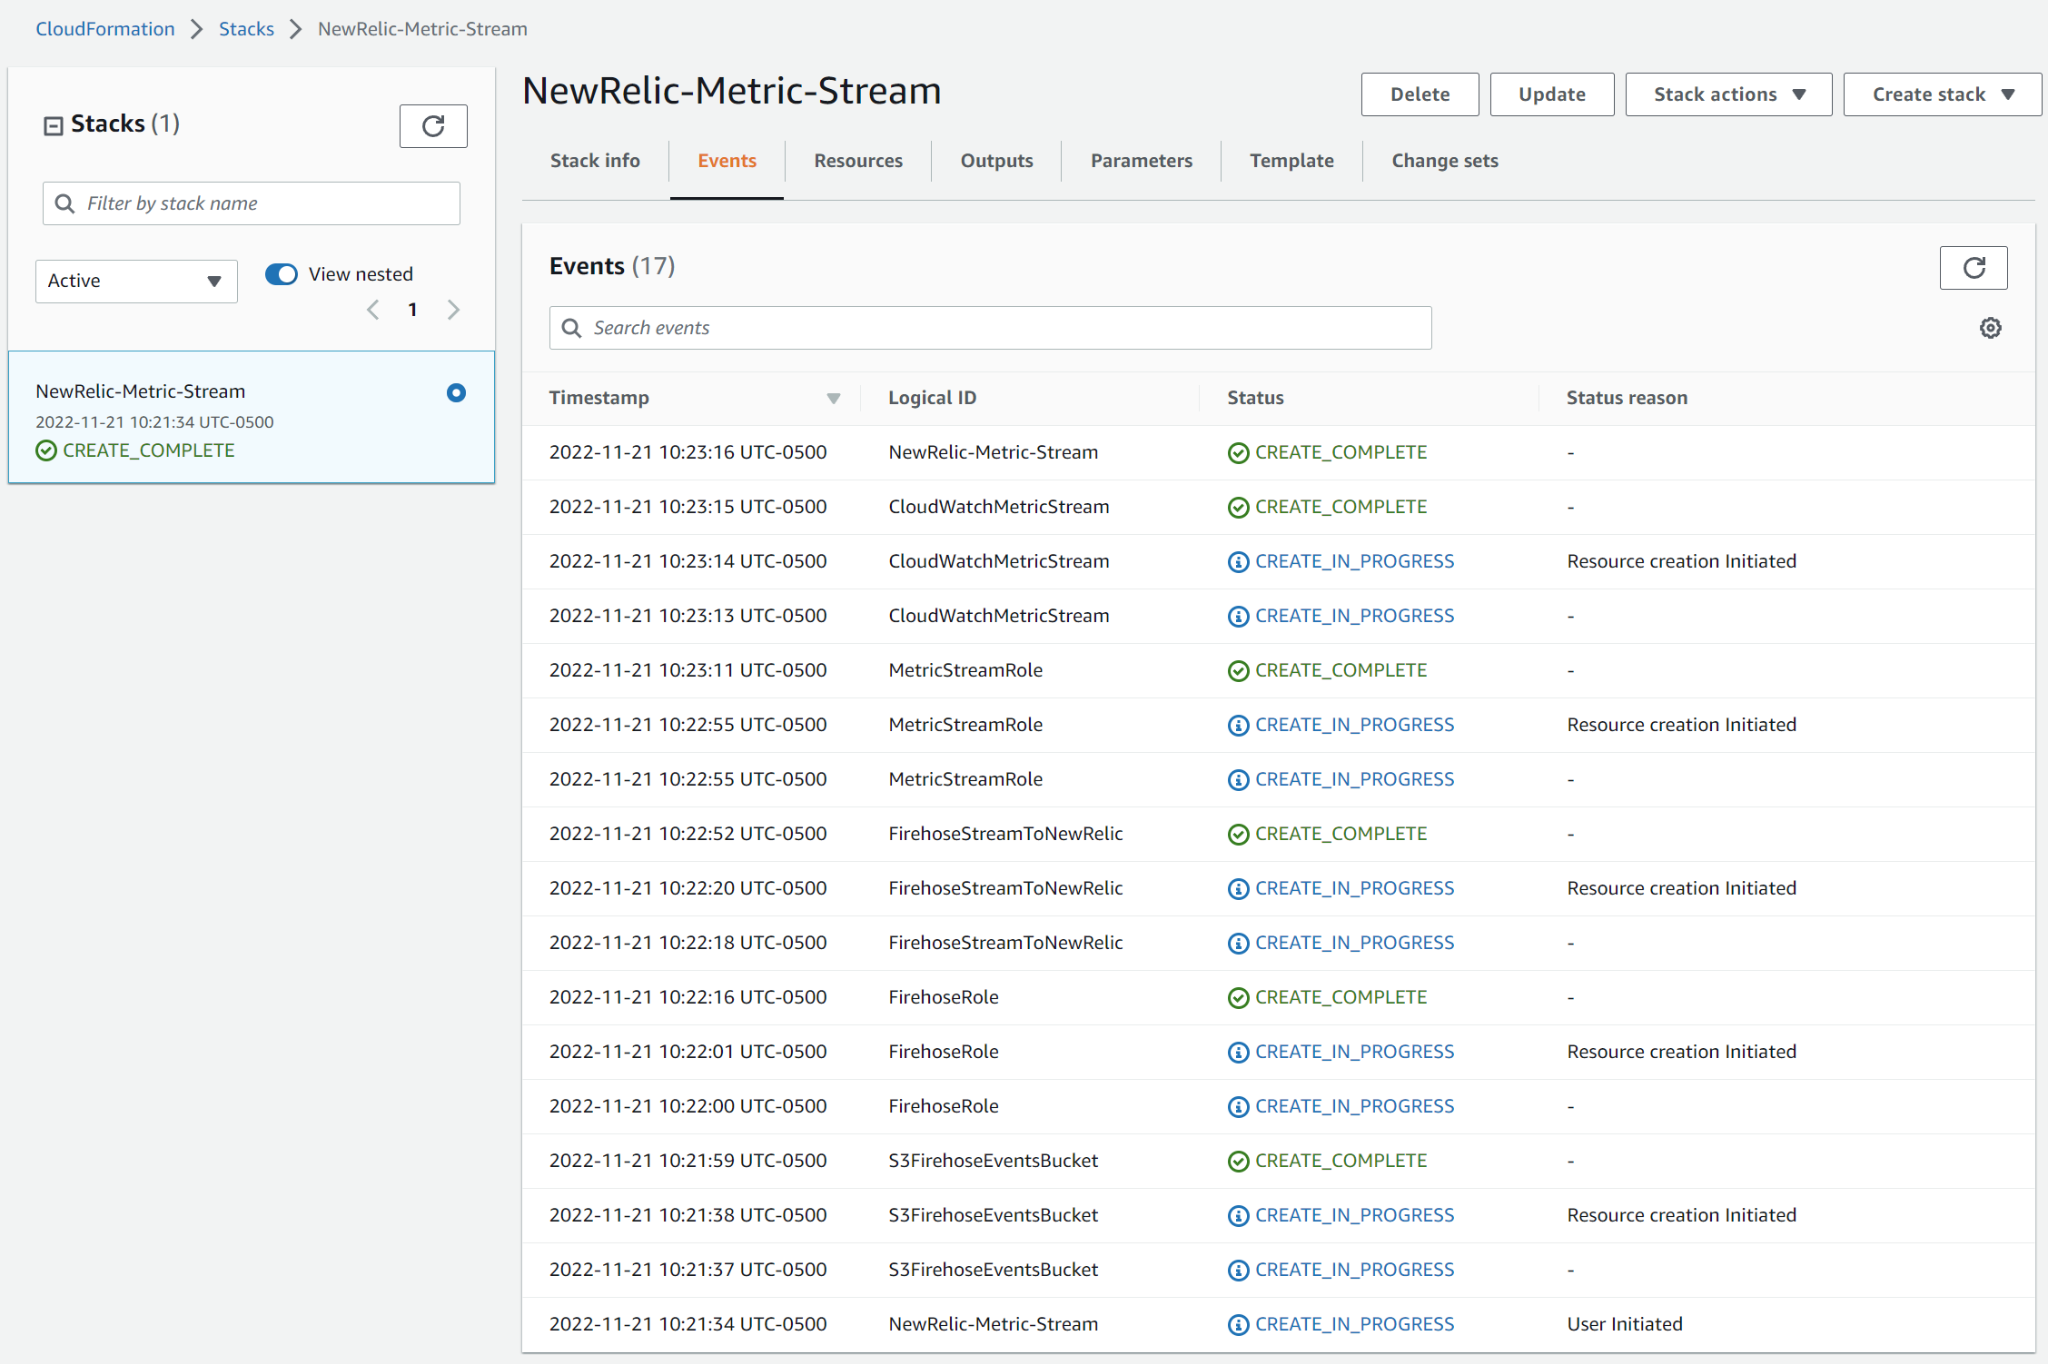 CloudFormation > Stacks > NewRelic-Metric-Stream
Stacks (1)
Filter by stack name
Active
View nested
1
NewRelic-Metric-Stream
2022-11-21 10:21:34 UTC-0500
CREATE_COMPLETE
NewRelic-Metric-Stream
Delete Update Stack actions Create stack
Stack info Events Resources Outputs Parameters Template Change sets
Events (17)
Search events
Timestamp Logical ID Status Status reason
2022-11-21 10:23:16 UTC-0500 NewRelic-Metric-Stream CREATE_COMPLETE -
2022-11-21 10:23:15 UTC-0500 CloudWatchMetricStream CREATE_COMPLETE -
2022-11-21 10:23:14 UTC-0500 CloudWatchMetricStream CREATE_IN_PROGRESS Resource creation Initiated
2022-11-21 10:23:13 UTC-0500 CloudWatchMetricStream CREATE_IN_PROGRESS -
2022-11-21 10:23:11 UTC-0500 MetricStreamRole CREATE_COMPLETE -
2022-11-21 10:22:55 UTC-0500 MetricStreamRole CREATE_IN_PROGRESS Resource creation Initiated
2022-11-21 10:22:55 UTC-0500 MetricStreamRole CREATE_IN_PROGRESS -
2022-11-21 10:22:52 UTC-0500 FirehoseStreamToNewRelic CREATE_COMPLETE -
2022-11-21 10:22:20 UTC-0500 FirehoseStreamToNewRelic CREATE_IN_PROGRESS Resource creation Initiated
2022-11-21 10:22:18 UTC-0500 FirehoseStreamToNewRelic CREATE_IN_PROGRESS -
2022-11-21 10:22:16 UTC-0500 FirehoseRole CREATE_COMPLETE -
2022-11-21 10:22:01 UTC-0500 FirehoseRole CREATE_IN_PROGRESS Resource creation Initiated
2022-11-21 10:22:00 UTC-0500 FirehoseRole CREATE_IN_PROGRESS -
2022-11-21 10:21:59 UTC-0500 S3FirehoseEventsBucket CREATE_COMPLETE -
2022-11-21 10:21:38 UTC-0500 S3FirehoseEventsBucket CREATE_IN_PROGRESS Resource creation Initiated
2022-11-21 10:21:37 UTC-0500 S3FirehoseEventsBucket CREATE_IN_PROGRESS -
2022-11-21 10:21:34 UTC-0500 NewRelic-Metric-Stream CREATE_IN_PROGRESS User Initiated